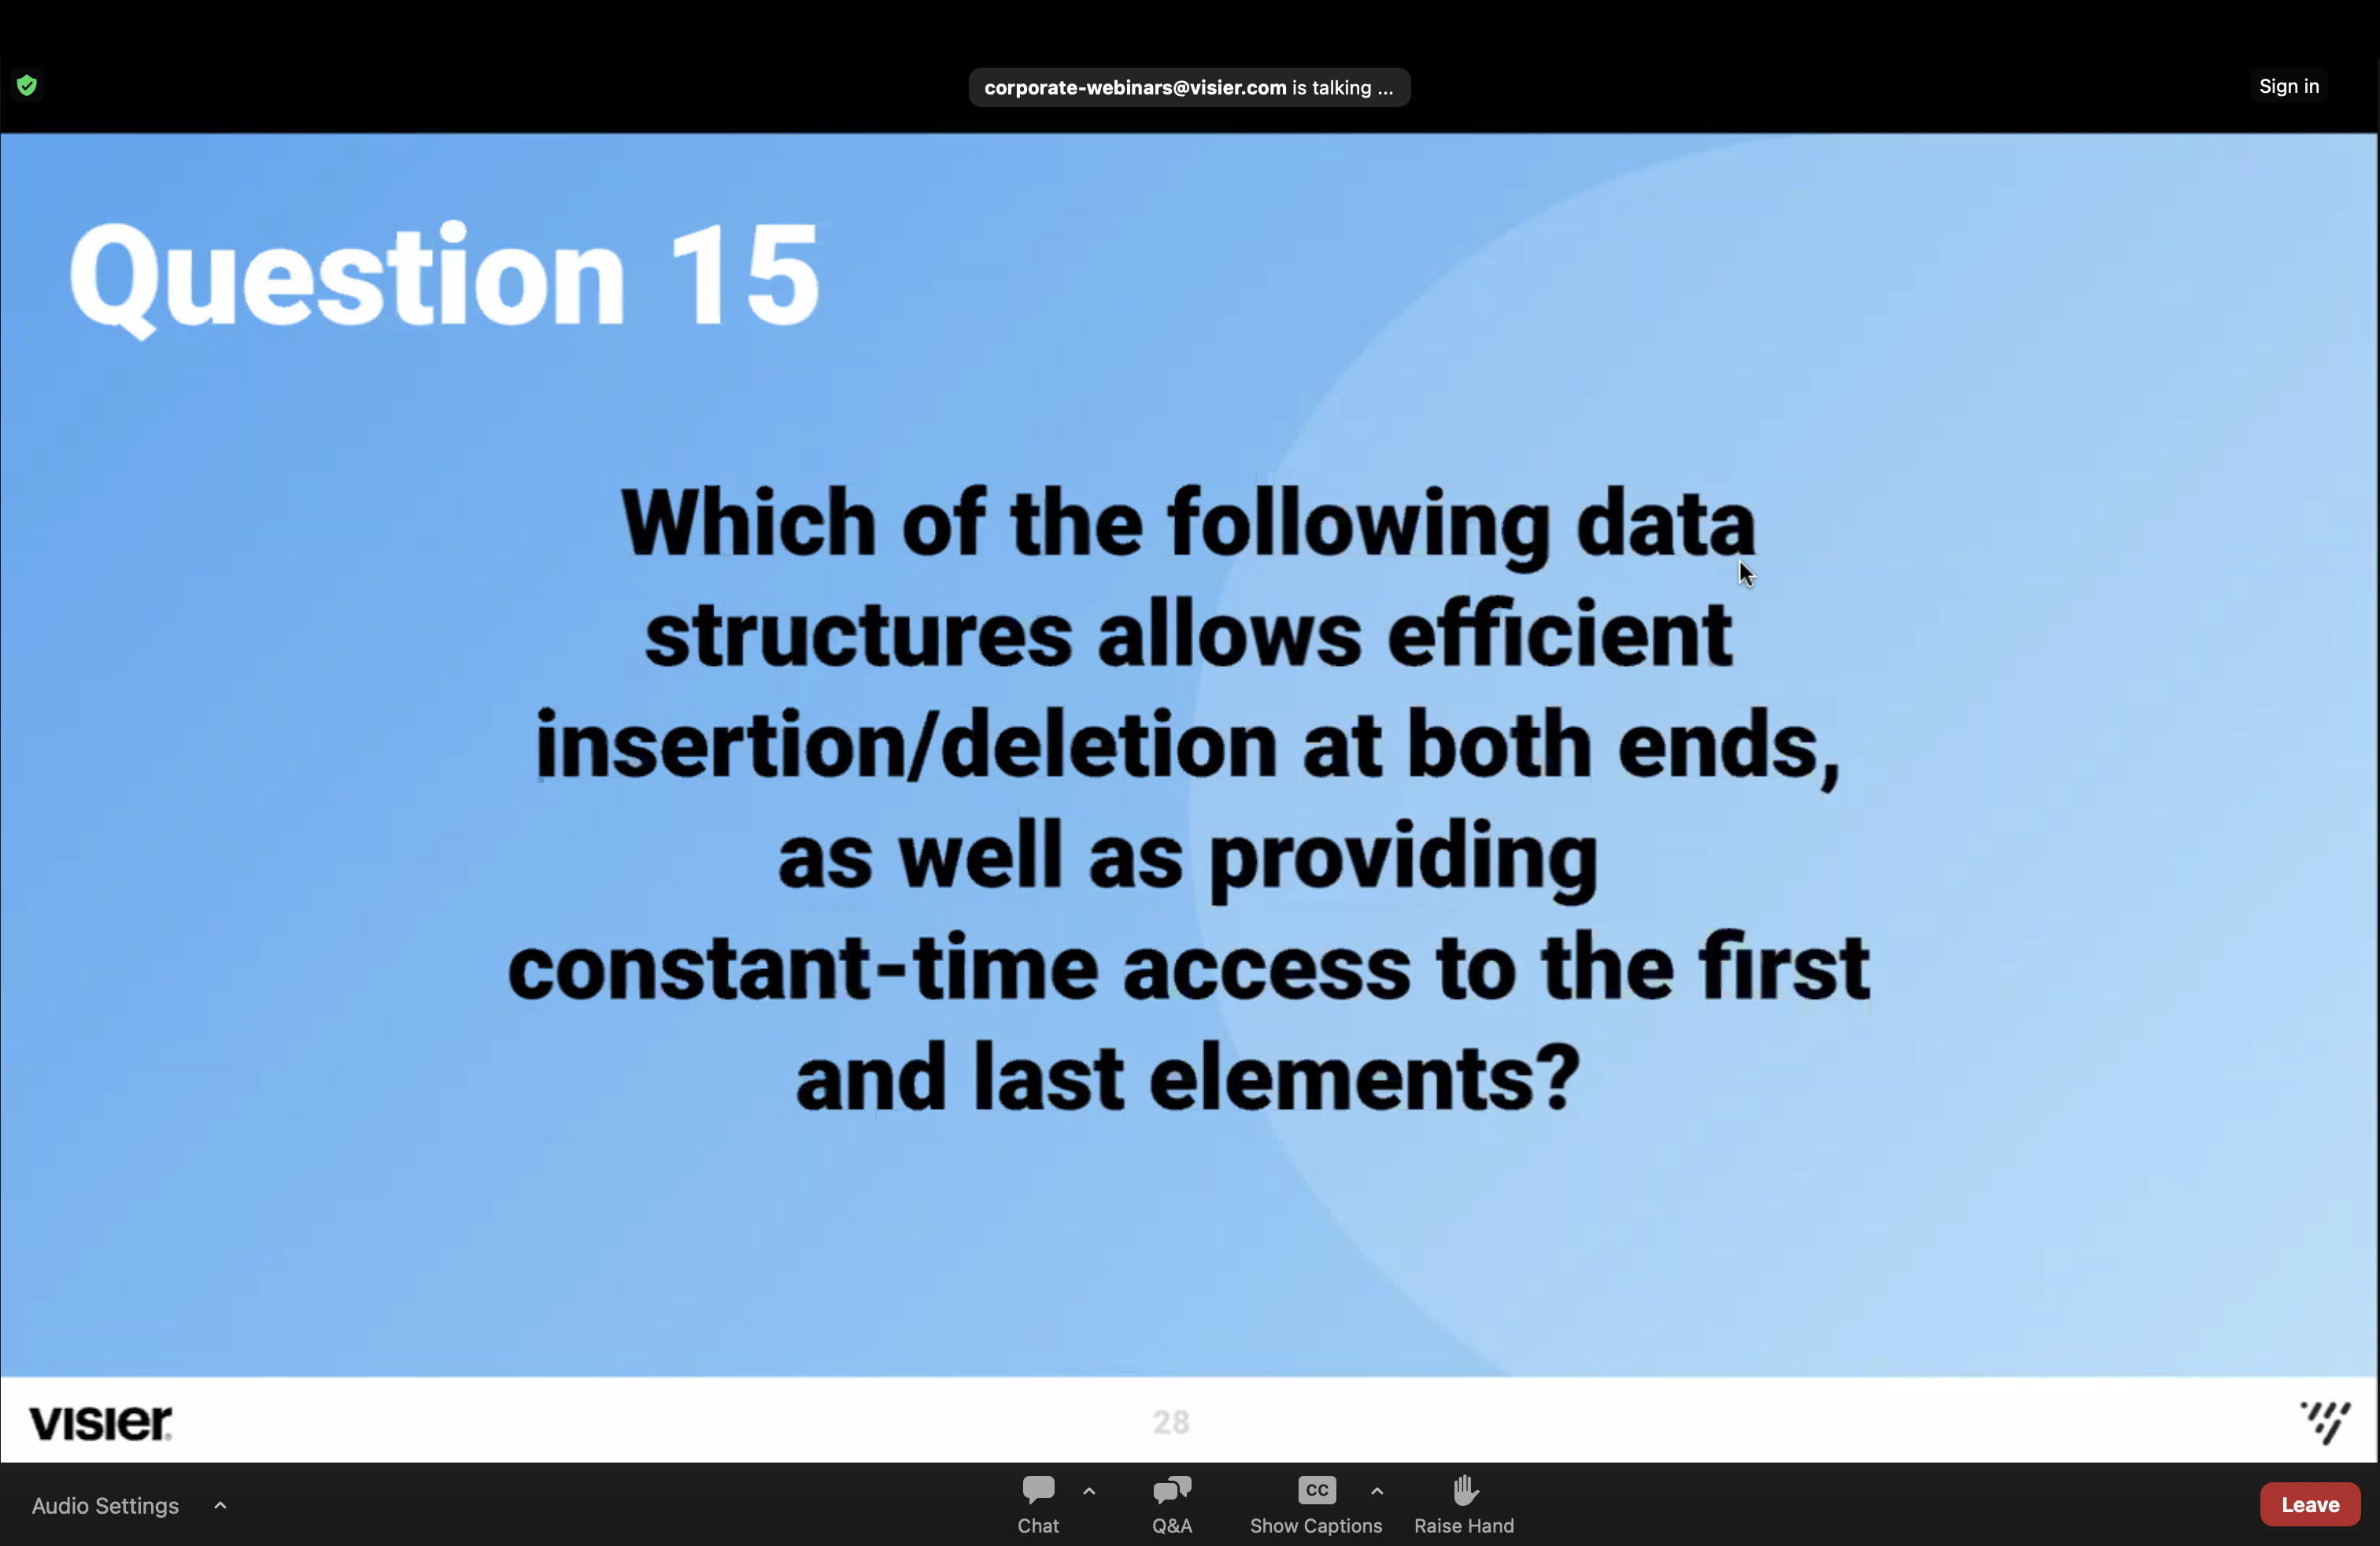 corporate-webinars@visier.com is talking ...
Sign in
Question 15
Which of the following data
structures allows efficient
insertion/deletion at both ends,
as well as providing
constant-time access to the first
and last elements?
visier®
28
Audio Settings
Chat
Q&A
CC
Show Captions
Raise Hand
Leave